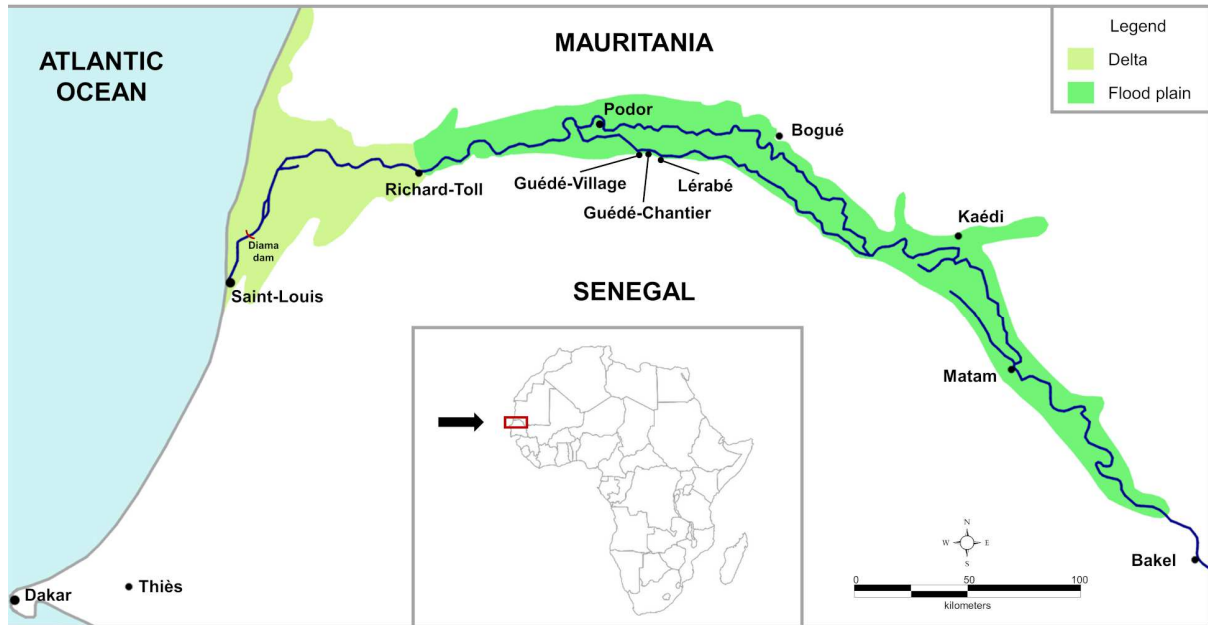 ATLANTIC
OCEAN
MAURITANIA
Legend
Delta
Flood plain
Podor
Bogué
Richard-Toll
Guédé-Village
Lérabé
Guédé-Chantier
Kaédi
Diama
dam
Saint-Louis
SENEGAL
Matam
N
W E
S
Bakel
Thiès
Dakar
0 50 100
kilometers